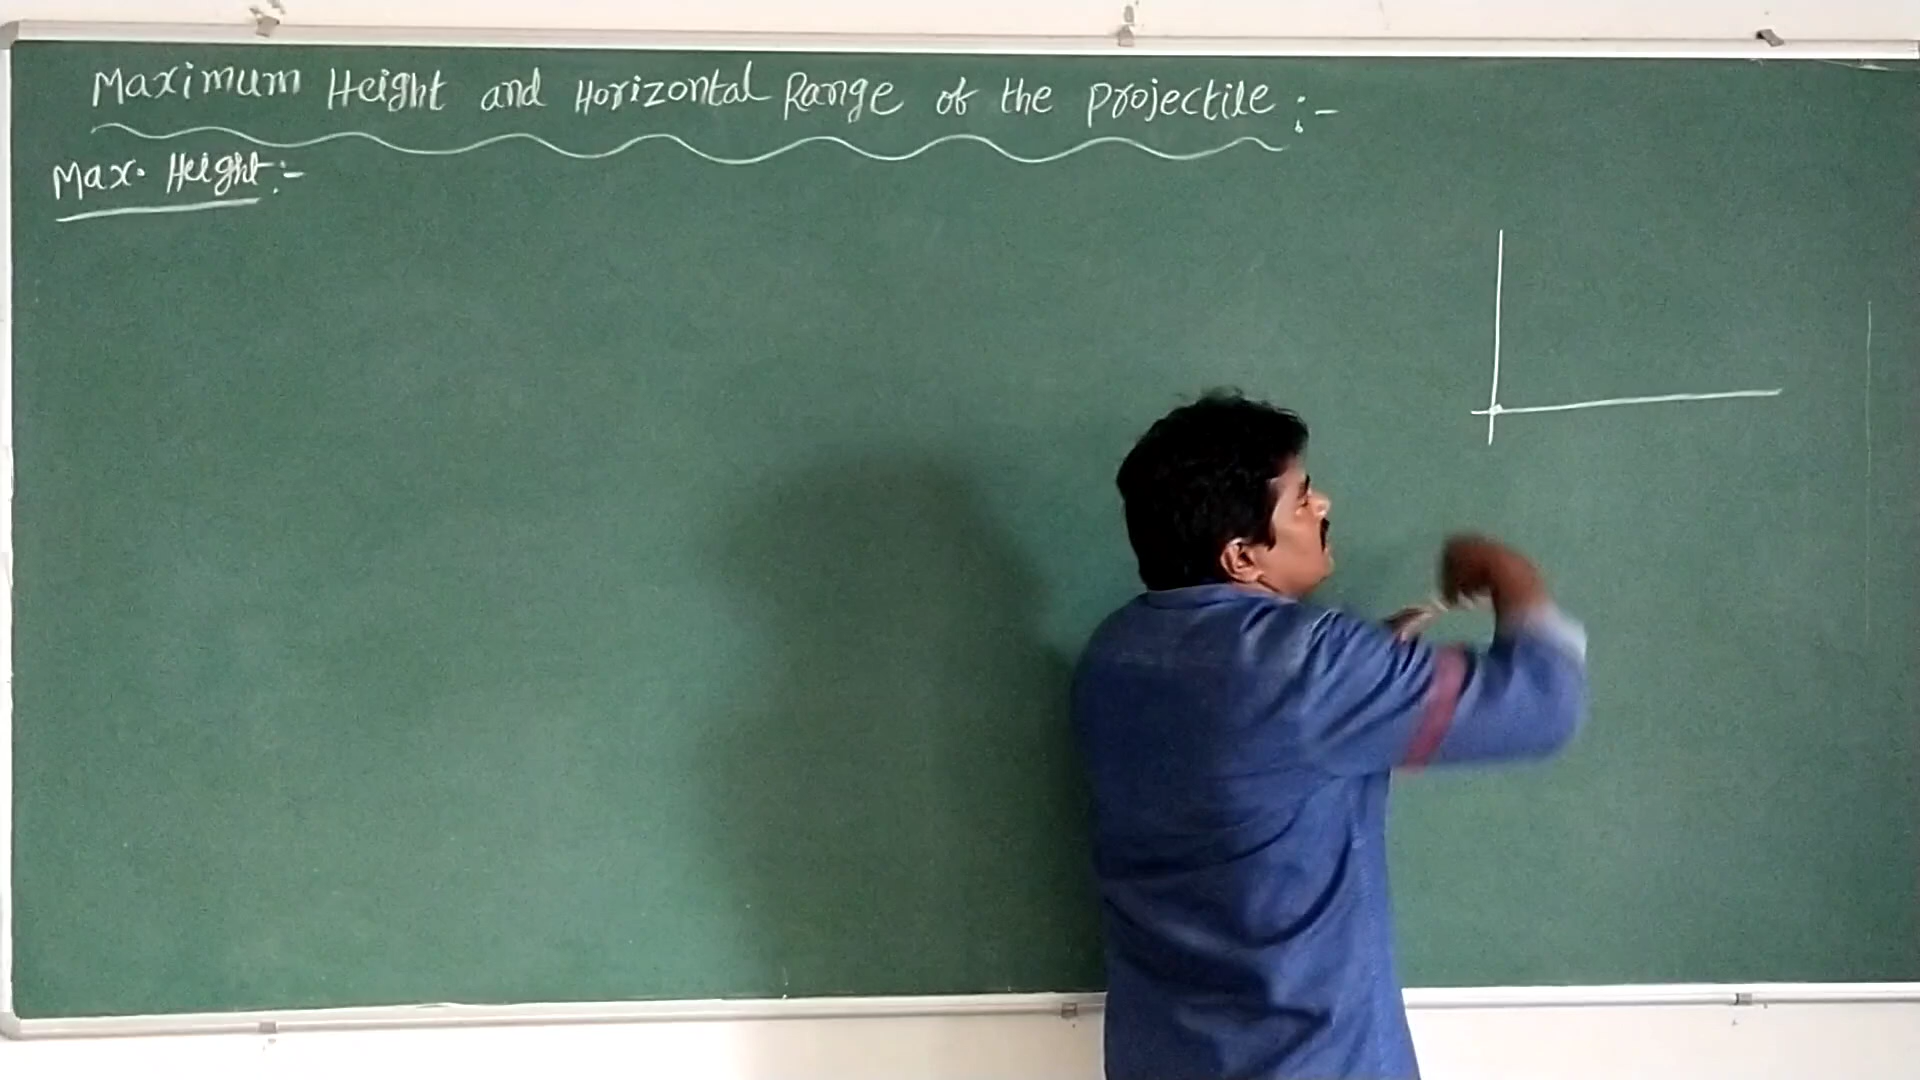 Maximum Height and Horizontal Range of the projectile :-
Max. Height :-